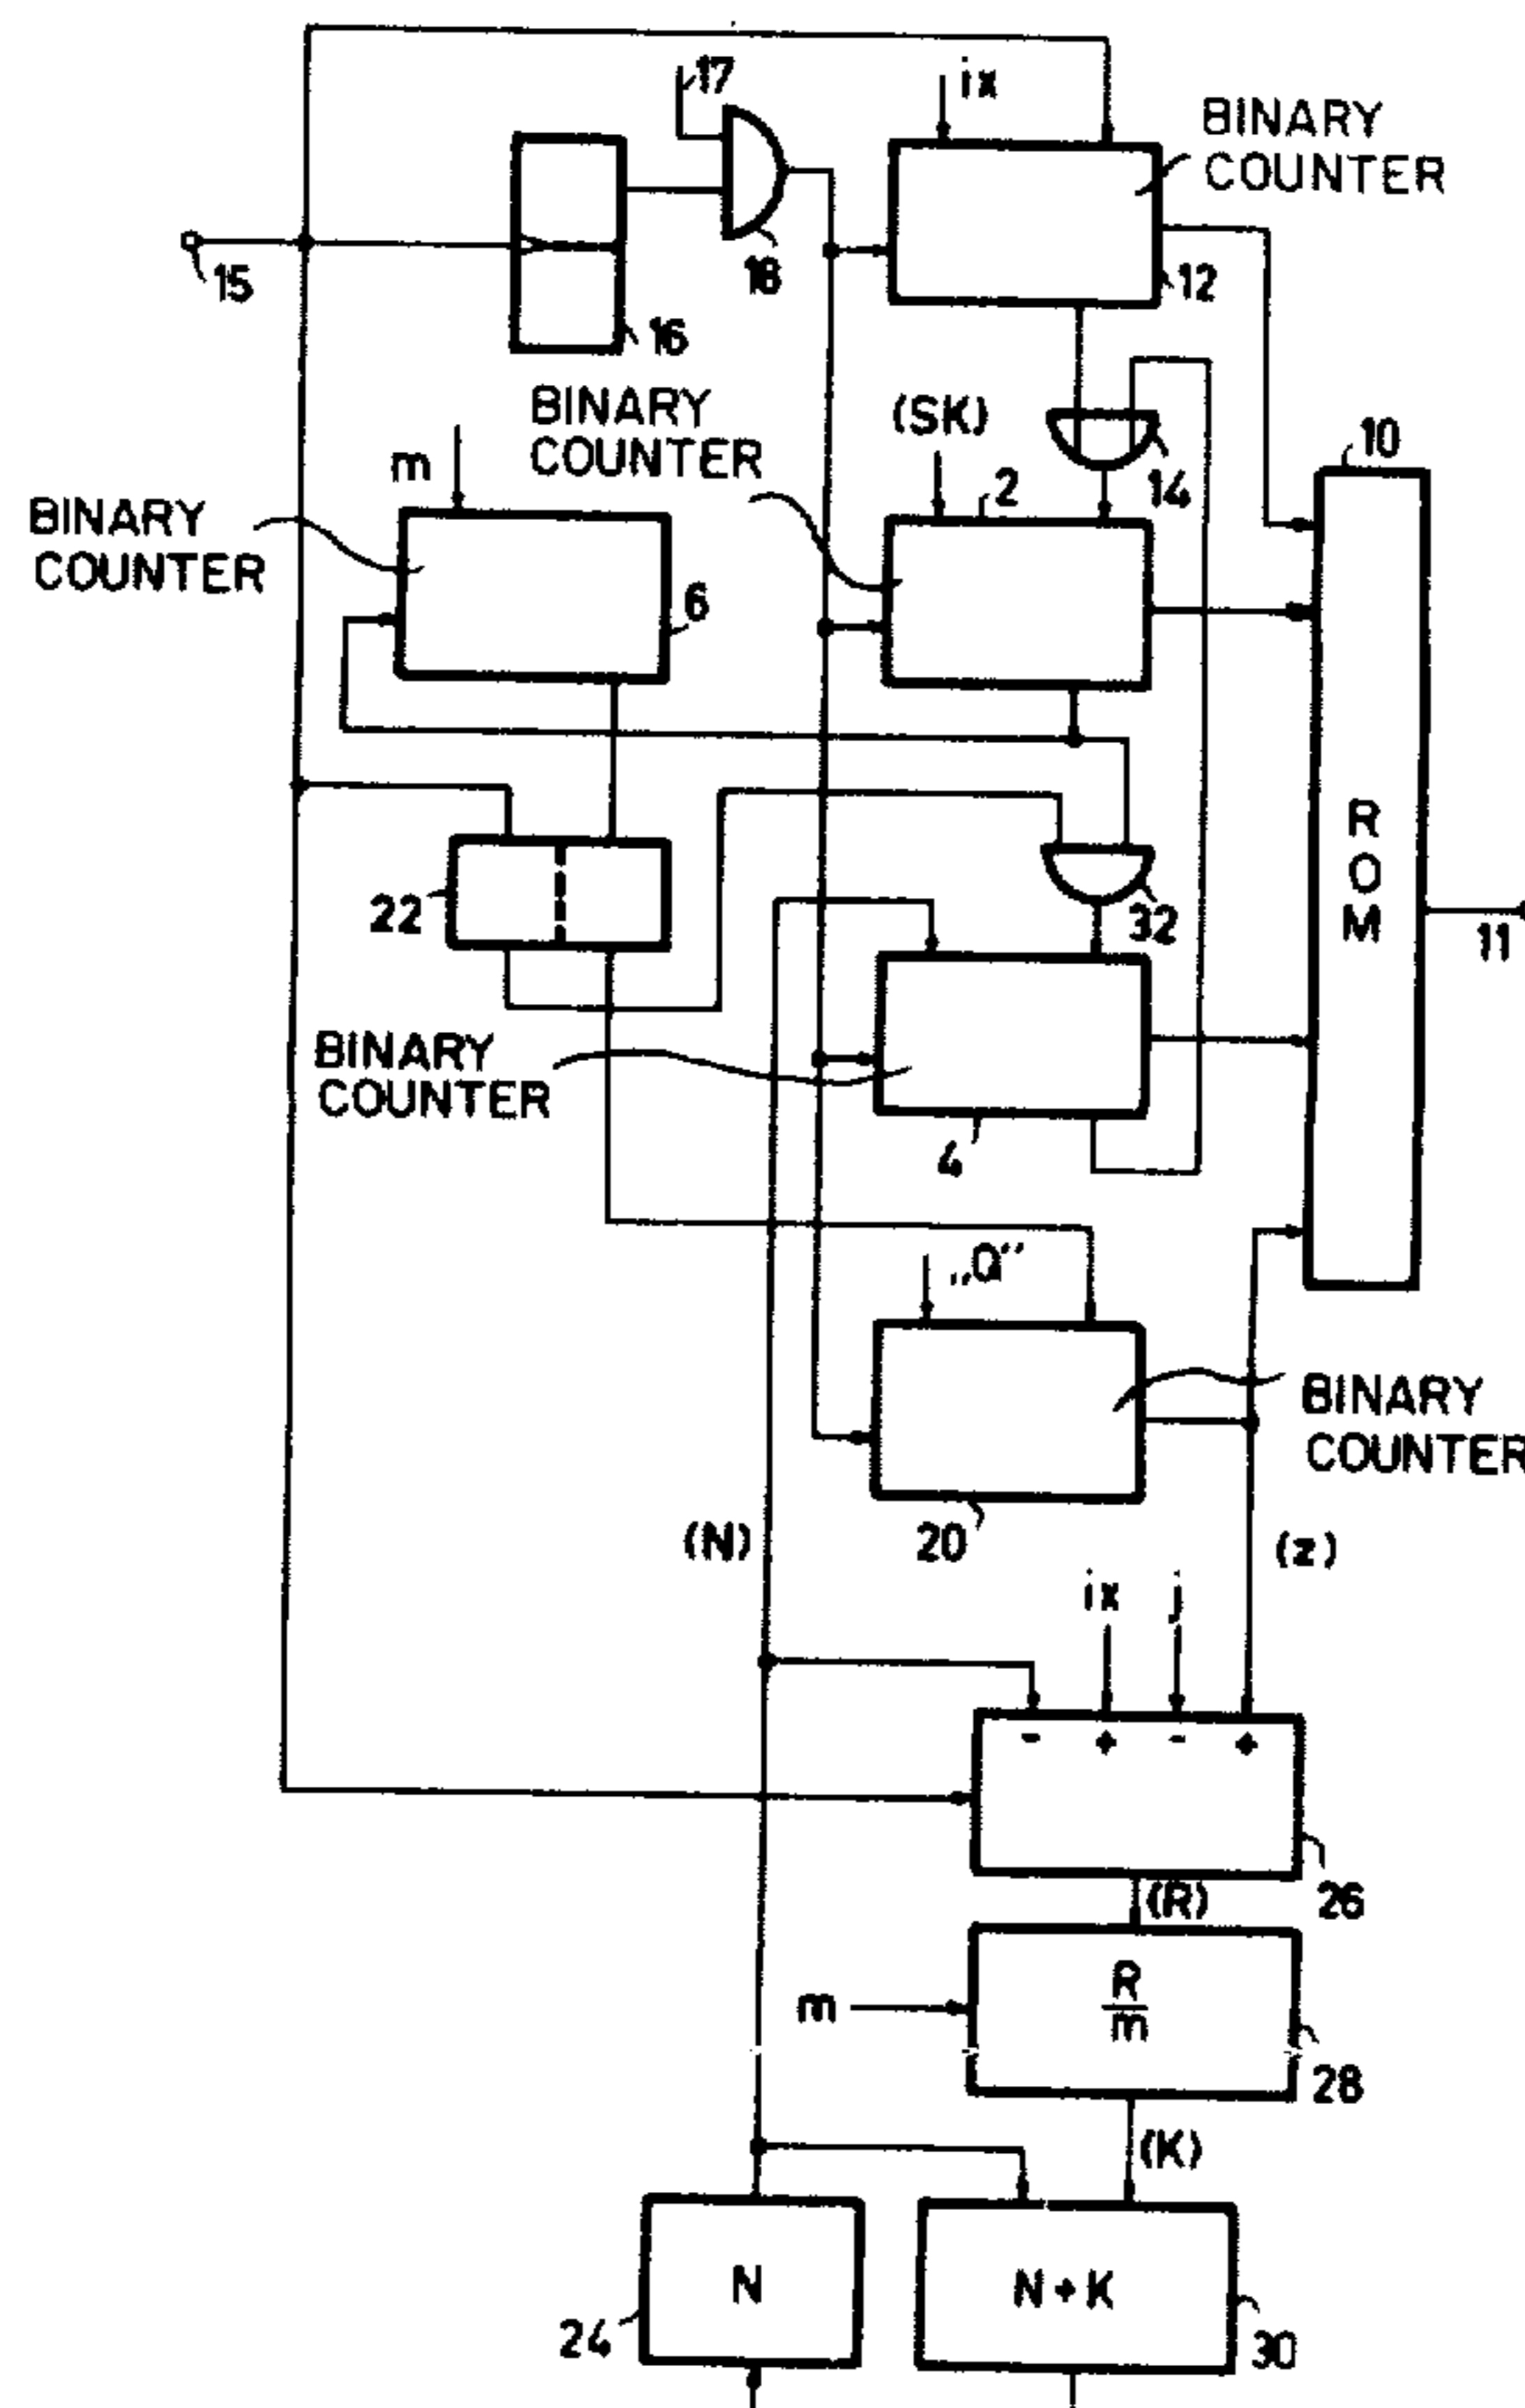 17
ix
BINARY
COUNTER
15
18
12
16
BINARY
COUNTER
(SK)
10
m
2
14
BINARY
COUNTER
6
R
O
M
22
32
11
BINARY
COUNTER
4
„Q”
BINARY
COUNTER
(N)
20
(z)
ix
j
- + - +
26
(R)
R
m
m
28
(K)
N
N + K
24
30